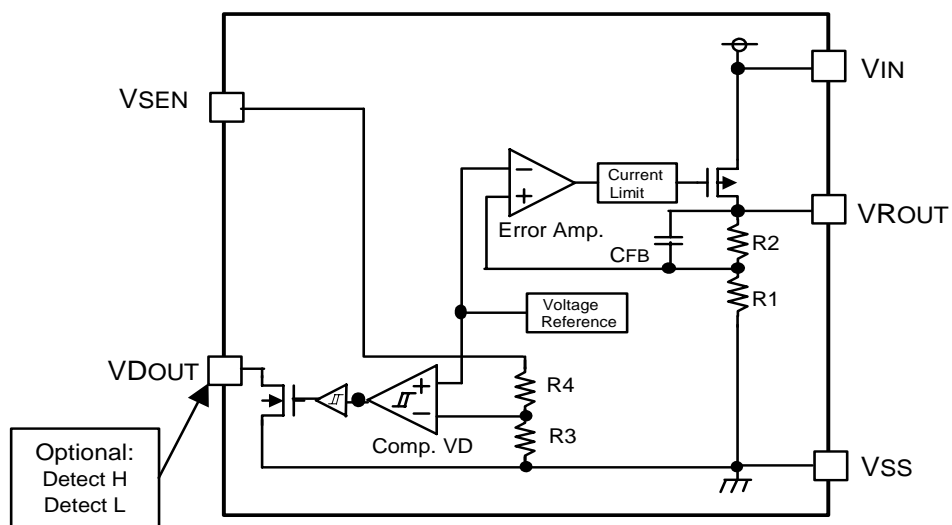 VIN
VSEN
−
+
Current
Limit
Error Amp.
VROUT
R2
CFB
R1
Voltage
Reference
VDOUT
R4
+
−
R3
Comp. VD
Optional:
Detect H
Detect L
VSS